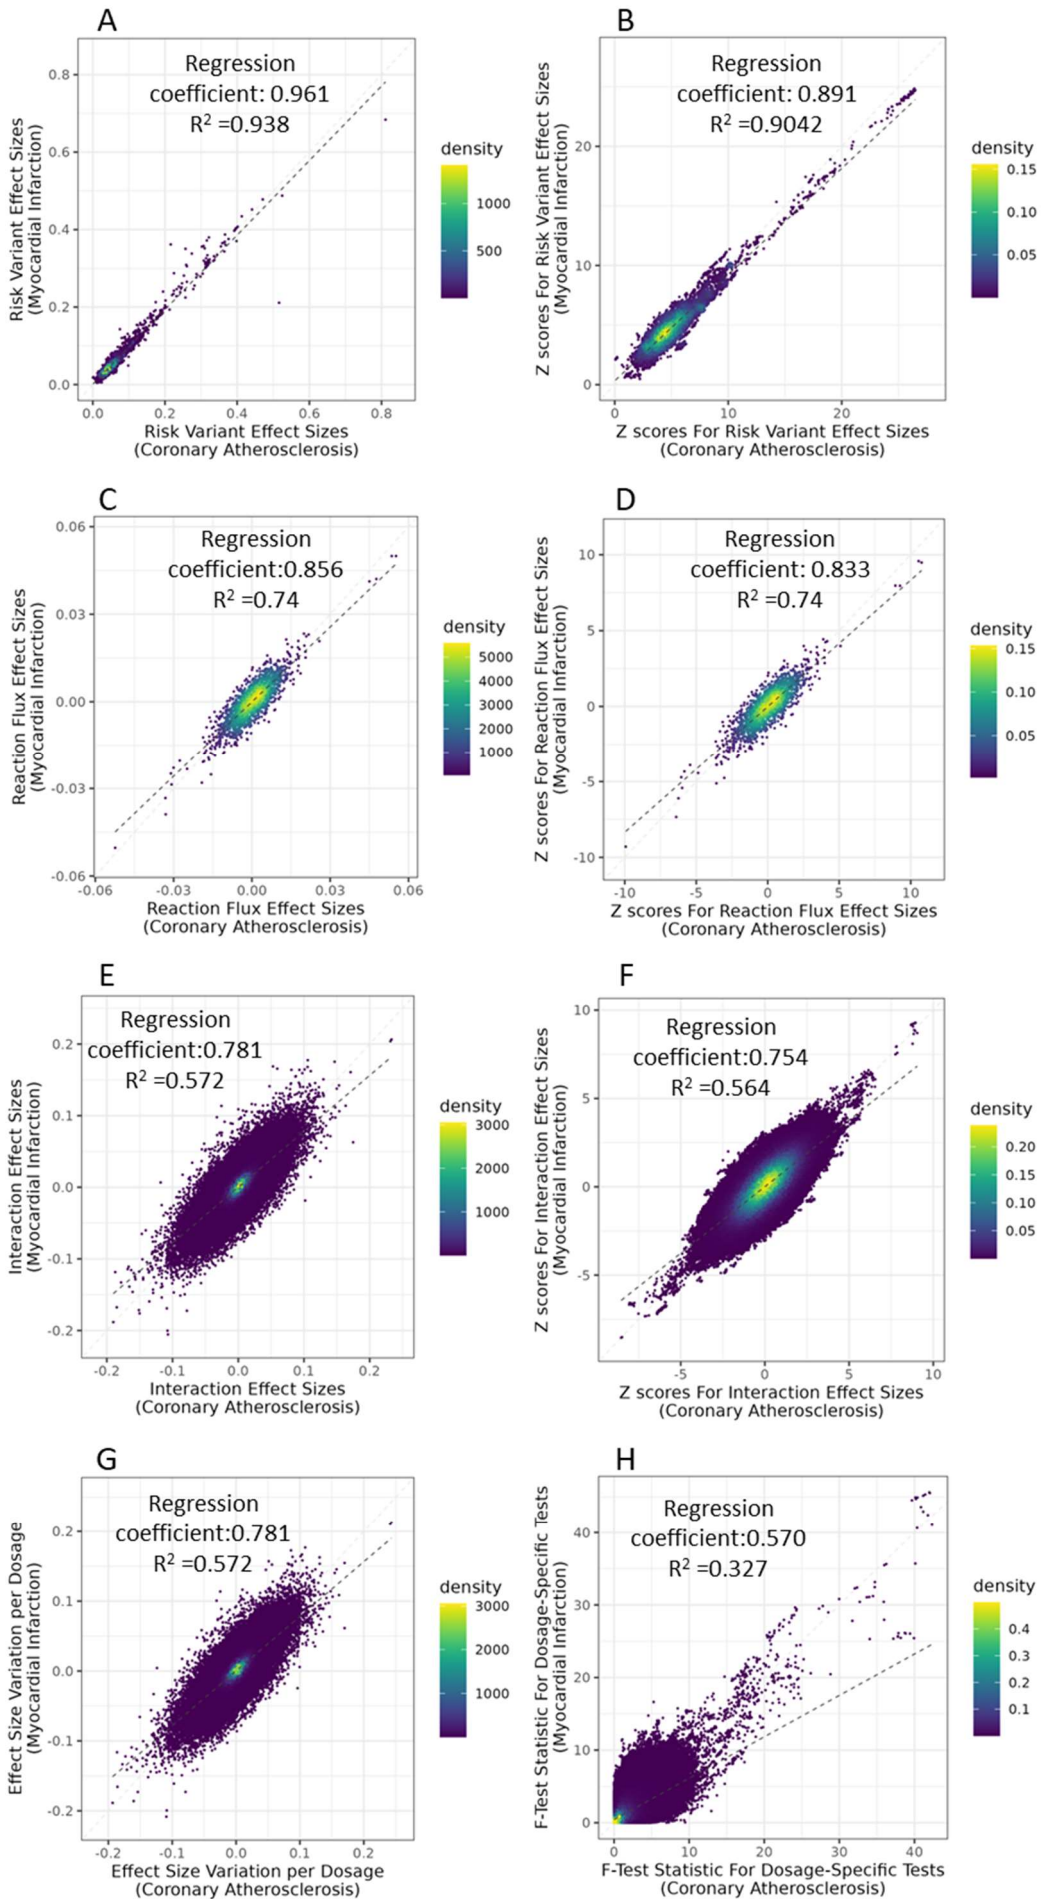 A
Regression
coefficient: 0.961
R² =0.938
Risk Variant Effect Sizes
(Myocardial Infarction)
0.8
0.6
0.4
0.2
0.0
0.0 0.2 0.4 0.6 0.8
Risk Variant Effect Sizes
(Coronary Atherosclerosis)
density
1000
500
B
Regression
coefficient: 0.891
R² =0.9042
Z scores For Risk Variant Effect Sizes
(Myocardial Infarction)
20
10
0
0 10 20
Z scores For Risk Variant Effect Sizes
(Coronary Atherosclerosis)
density
0.15
0.10
0.05
C
Regression
coefficient:0.856
R² =0.74
Reaction Flux Effect Sizes
(Myocardial Infarction)
0.06
0.03
0.00
-0.03
-0.06
-0.06 -0.03 0.00 0.03 0.06
Reaction Flux Effect Sizes
(Coronary Atherosclerosis)
density
5000
4000
3000
2000
1000
D
Regression
coefficient: 0.833
R² =0.74
Z scores For Reaction Flux Effect Sizes
(Myocardial Infarction)
10
5
0
-5
-10
-10 -5 0 5 10
Z scores For Reaction Flux Effect Sizes
(Coronary Atherosclerosis)
density
0.15
0.10
0.05
E
Regression
coefficient:0.781
R² =0.572
Interaction Effect Sizes
(Myocardial Infarction)
0.2
0.1
0.0
-0.1
-0.2
-0.2 -0.1 0.0 0.1 0.2
Interaction Effect Sizes
(Coronary Atherosclerosis)
density
3000
2000
1000
F
Regression
coefficient:0.754
R² =0.564
Z scores For Interaction Effect Sizes
(Myocardial Infarction)
10
5
0
-5
-5 0 5 10
Z scores For Interaction Effect Sizes
(Coronary Atherosclerosis)
density
0.20
0.15
0.10
0.05
G
Regression
coefficient:0.781
R² =0.572
Effect Size Variation per Dosage
(Myocardial Infarction)
0.2
0.1
0.0
-0.1
-0.2
-0.2 -0.1 0.0 0.1 0.2
Effect Size Variation per Dosage
(Coronary Atherosclerosis)
density
3000
2000
1000
H
Regression
coefficient:0.570
R² =0.327
F-Test Statistic For Dosage-Specific Tests
(Myocardial Infarction)
40
30
20
10
0
0 10 20 30 40
F-Test Statistic For Dosage-Specific Tests
(Coronary Atherosclerosis)
density
0.4
0.3
0.2
0.1